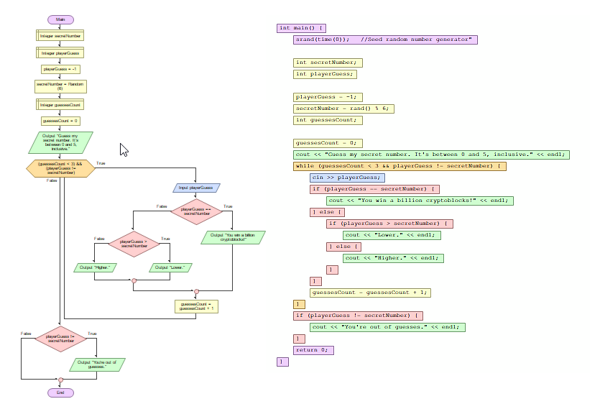 Main
Integer secretNumber
Integer playerGuess
playerGuess = -1
secretNumber = Random
(6)
Integer guessesCount
guessesCount = 0
Output "Guess my
secret number. It's
between 0 and 5,
inclusive."
(guessesCount < 3) &&
(playerGuess !=
secretNumber)
True
False
Input playerGuess
playerGuess ==
secretNumber
False
True
playerGuess >
secretNumber
Output "You win a billion
cryptoblocks!"
False
True
Output "Higher."
Output "Lower."
guessesCount =
guessesCount + 1
False
playerGuess !=
secretNumber
True
Output "You're out of
guesses."
End
int main() {
srand(time(0)); //Seed random number generator"
int secretNumber;
int playerGuess;
playerGuess = -1;
secretNumber = rand() % 6;
int guessesCount;
guessesCount = 0;
cout << "Guess my secret number. It's between 0 and 5, inclusive." << endl;
while (guessesCount < 3 && playerGuess != secretNumber) {
cin >> playerGuess;
if (playerGuess == secretNumber) {
cout << "You win a billion cryptoblocks!" << endl;
} else {
if (playerGuess > secretNumber) {
cout << "Lower." << endl;
} else {
cout << "Higher." << endl;
}
}
guessesCount = guessesCount + 1;
}
if (playerGuess != secretNumber) {
cout << "You're out of guesses." << endl;
}
return 0;
}